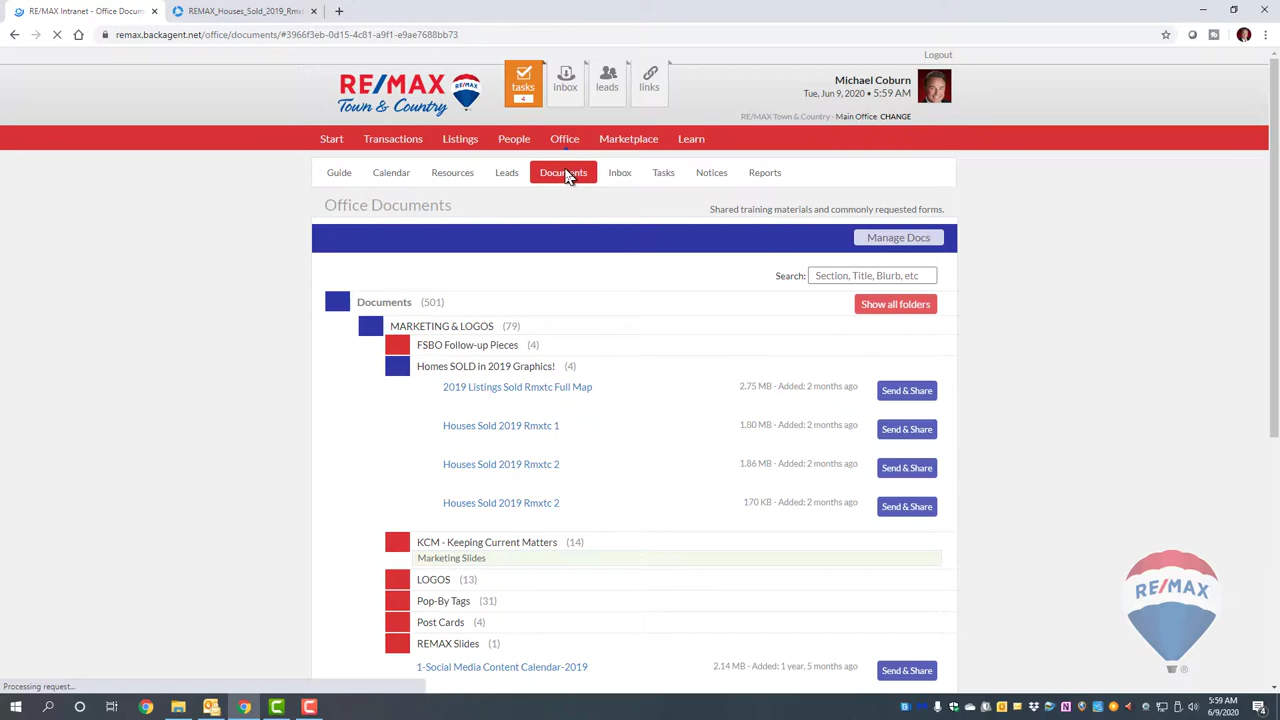 RE/MAX Intranet - Office Docume
REMAX_Houses_Sold_2019_Rmxt
remax.backagent.net/office/documents/#3966f3eb-0d15-4c81-a9f1-e9ae7688bb73
Logout
RE/MAX
Town & Country
RE/MAX
tasks
4
inbox
leads
links
Michael Coburn
Tue, Jun 9, 2020 • 5:59 AM
RE/MAX Town & Country - Main Office CHANGE
Start Transactions Listings People Office Marketplace Learn
Guide Calendar Resources Leads Documents Inbox Tasks Notices Reports
Office Documents
Shared training materials and commonly requested forms.
Manage Docs
Search: Section, Title, Blurb, etc
Documents (501)
Show all folders
MARKETING & LOGOS (79)
FSBO Follow-up Pieces (4)
Homes SOLD in 2019 Graphics! (4)
2019 Listings Sold Rmxtc Full Map 2.75 MB - Added: 2 months ago Send & Share
Houses Sold 2019 Rmxtc 1 1.80 MB - Added: 2 months ago Send & Share
Houses Sold 2019 Rmxtc 2 1.86 MB - Added: 2 months ago Send & Share
Houses Sold 2019 Rmxtc 2 170 KB - Added: 2 months ago Send & Share
KCM - Keeping Current Matters (14)
Marketing Slides
LOGOS (13)
Pop-By Tags (31)
Post Cards (4)
REMAX Slides (1)
1-Social Media Content Calendar-2019 2.14 MB - Added: 1 year, 5 months ago Send & Share
RE/MAX
®
Processing request...
5:59 AM
6/9/2020